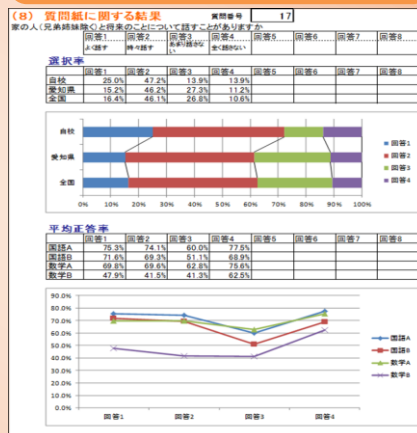 (8) 質問紙に関する結果 質問番号 17
家の人(兄弟姉妹除く)と将来のことについて話すことがありますか
回答1 回答2 回答3 回答4 回答5 回答6 回答7 回答8
よく話す 時々話す あまり話さない 全く話さない
選択率
回答1 回答2 回答3 回答4 回答5 回答6 回答7 回答8
自校 25.0% 47.2% 13.9% 13.9%
愛知県 15.2% 46.2% 27.3% 11.2%
全国 16.4% 46.1% 26.8% 10.6%
自校
愛知県
全国
0% 10% 20% 30% 40% 50% 60% 70% 80% 90% 100%
回答1
回答2
回答3
回答4
平均正答率
回答1 回答2 回答3 回答4 回答5 回答6 回答7 回答8
国語A 75.3% 74.1% 60.0% 77.5%
国語B 71.6% 69.3% 51.1% 68.9%
数学A 69.8% 69.6% 62.8% 75.6%
数学B 47.9% 41.5% 41.3% 62.5%
90.0%
80.0%
70.0%
60.0%
50.0%
40.0%
30.0%
20.0%
10.0%
0.0%
回答1 回答2 回答3 回答4
国語A
国語B
数学A
数学B